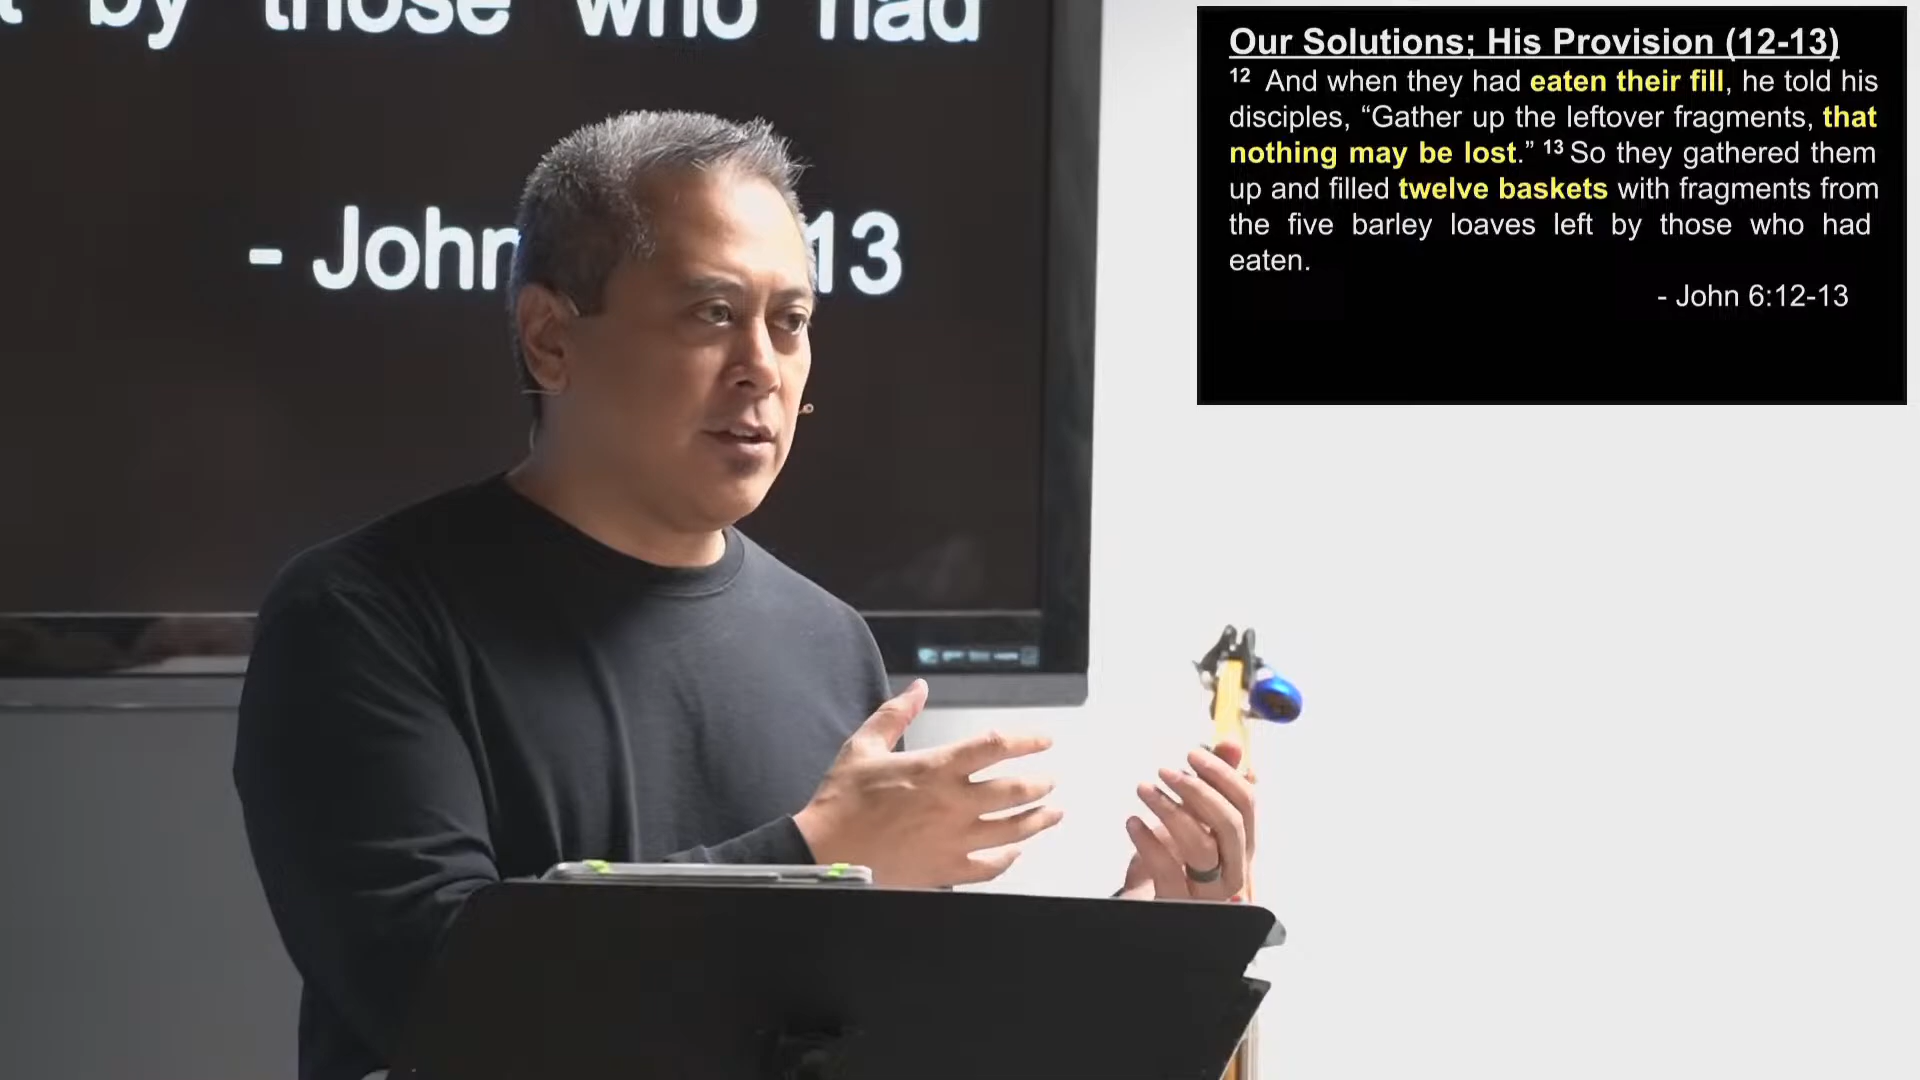 by those who had
- John 13
Our Solutions; His Provision (12-13)
12 And when they had eaten their fill, he told his
disciples, “Gather up the leftover fragments, that
nothing may be lost.” 13 So they gathered them
up and filled twelve baskets with fragments from
the five barley loaves left by those who had
eaten.
- John 6:12-13